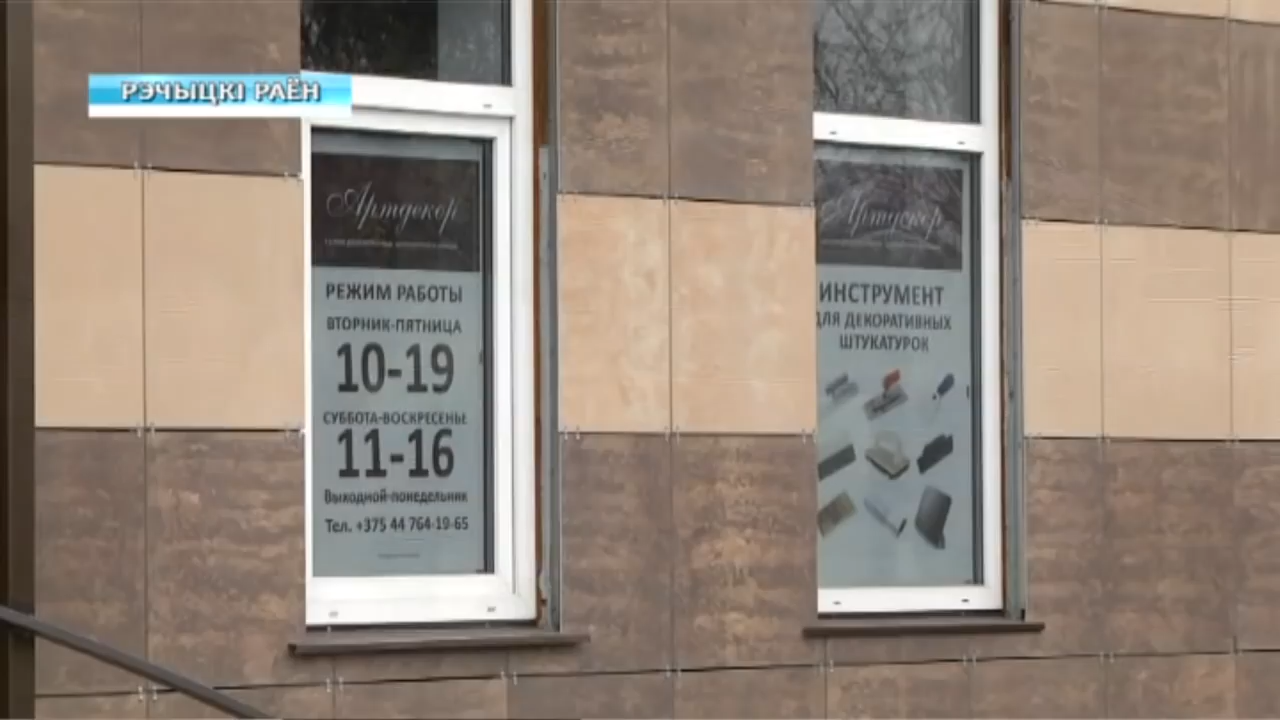 РЭЧЫЦКІ РАЁН
Артдекор
РЕЖИМ РАБОТЫ
ВТОРНИК-ПЯТНИЦА
10-19
СУББОТА-ВОСКРЕСЕНЬЕ
11-16
Выходной-понедельник
Тел. +375 44 764-19-65
Артдекор
ИНСТРУМЕНТ
ДЛЯ ДЕКОРАТИВНЫХ
ШТУКАТУРОК